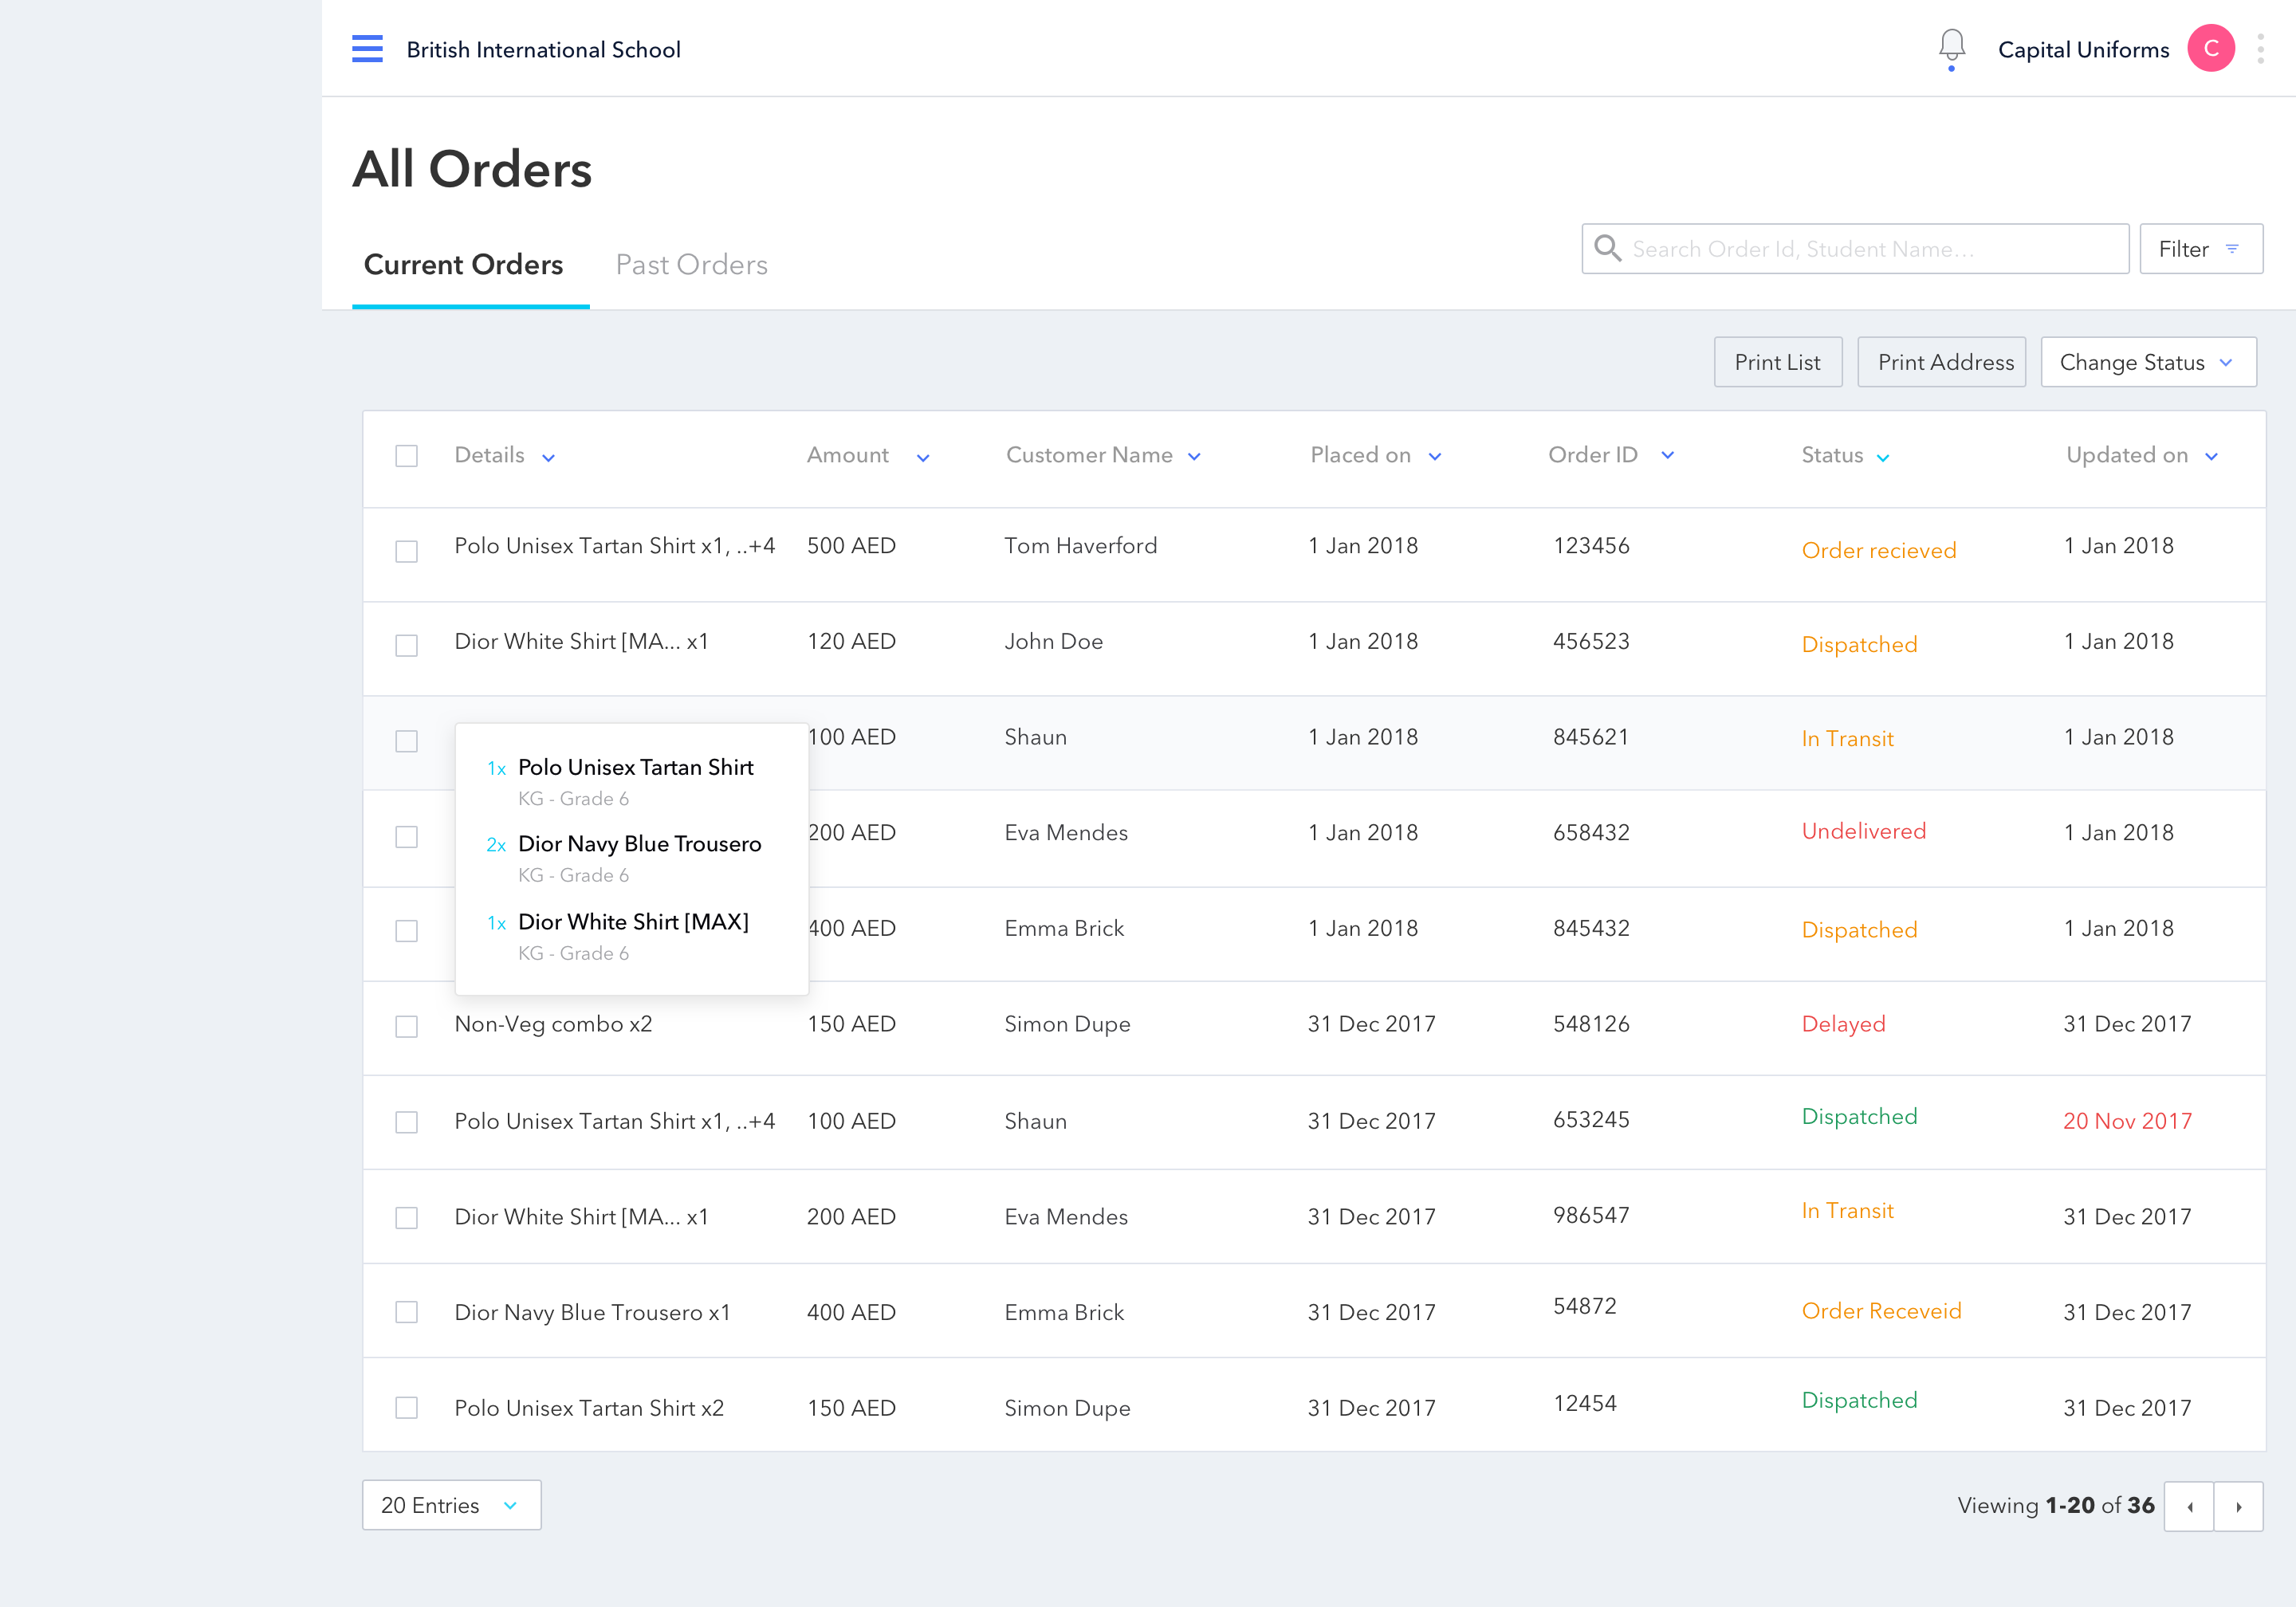 British International School
Capital Uniforms C
All Orders
Current Orders Past Orders
Search Order Id, Student Name... Filter
Print List Print Address Change Status
Details Amount Customer Name Placed on Order ID Status Updated on
Polo Unisex Tartan Shirt x1, ..+4 500 AED Tom Haverford 1 Jan 2018 123456 Order recieved 1 Jan 2018
Dior White Shirt [MA... x1 120 AED John Doe 1 Jan 2018 456523 Dispatched 1 Jan 2018
100 AED Shaun 1 Jan 2018 845621 In Transit 1 Jan 2018
1x Polo Unisex Tartan Shirt
KG - Grade 6
200 AED Eva Mendes 1 Jan 2018 658432 Undelivered 1 Jan 2018
2x Dior Navy Blue Trousero
KG - Grade 6
400 AED Emma Brick 1 Jan 2018 845432 Dispatched 1 Jan 2018
1x Dior White Shirt [MAX]
KG - Grade 6
Non-Veg combo x2 150 AED Simon Dupe 31 Dec 2017 548126 Delayed 31 Dec 2017
Polo Unisex Tartan Shirt x1, ..+4 100 AED Shaun 31 Dec 2017 653245 Dispatched 20 Nov 2017
Dior White Shirt [MA... x1 200 AED Eva Mendes 31 Dec 2017 986547 In Transit 31 Dec 2017
Dior Navy Blue Trousero x1 400 AED Emma Brick 31 Dec 2017 54872 Order Receveid 31 Dec 2017
Polo Unisex Tartan Shirt x2 150 AED Simon Dupe 31 Dec 2017 12454 Dispatched 31 Dec 2017
20 Entries Viewing 1-20 of 36